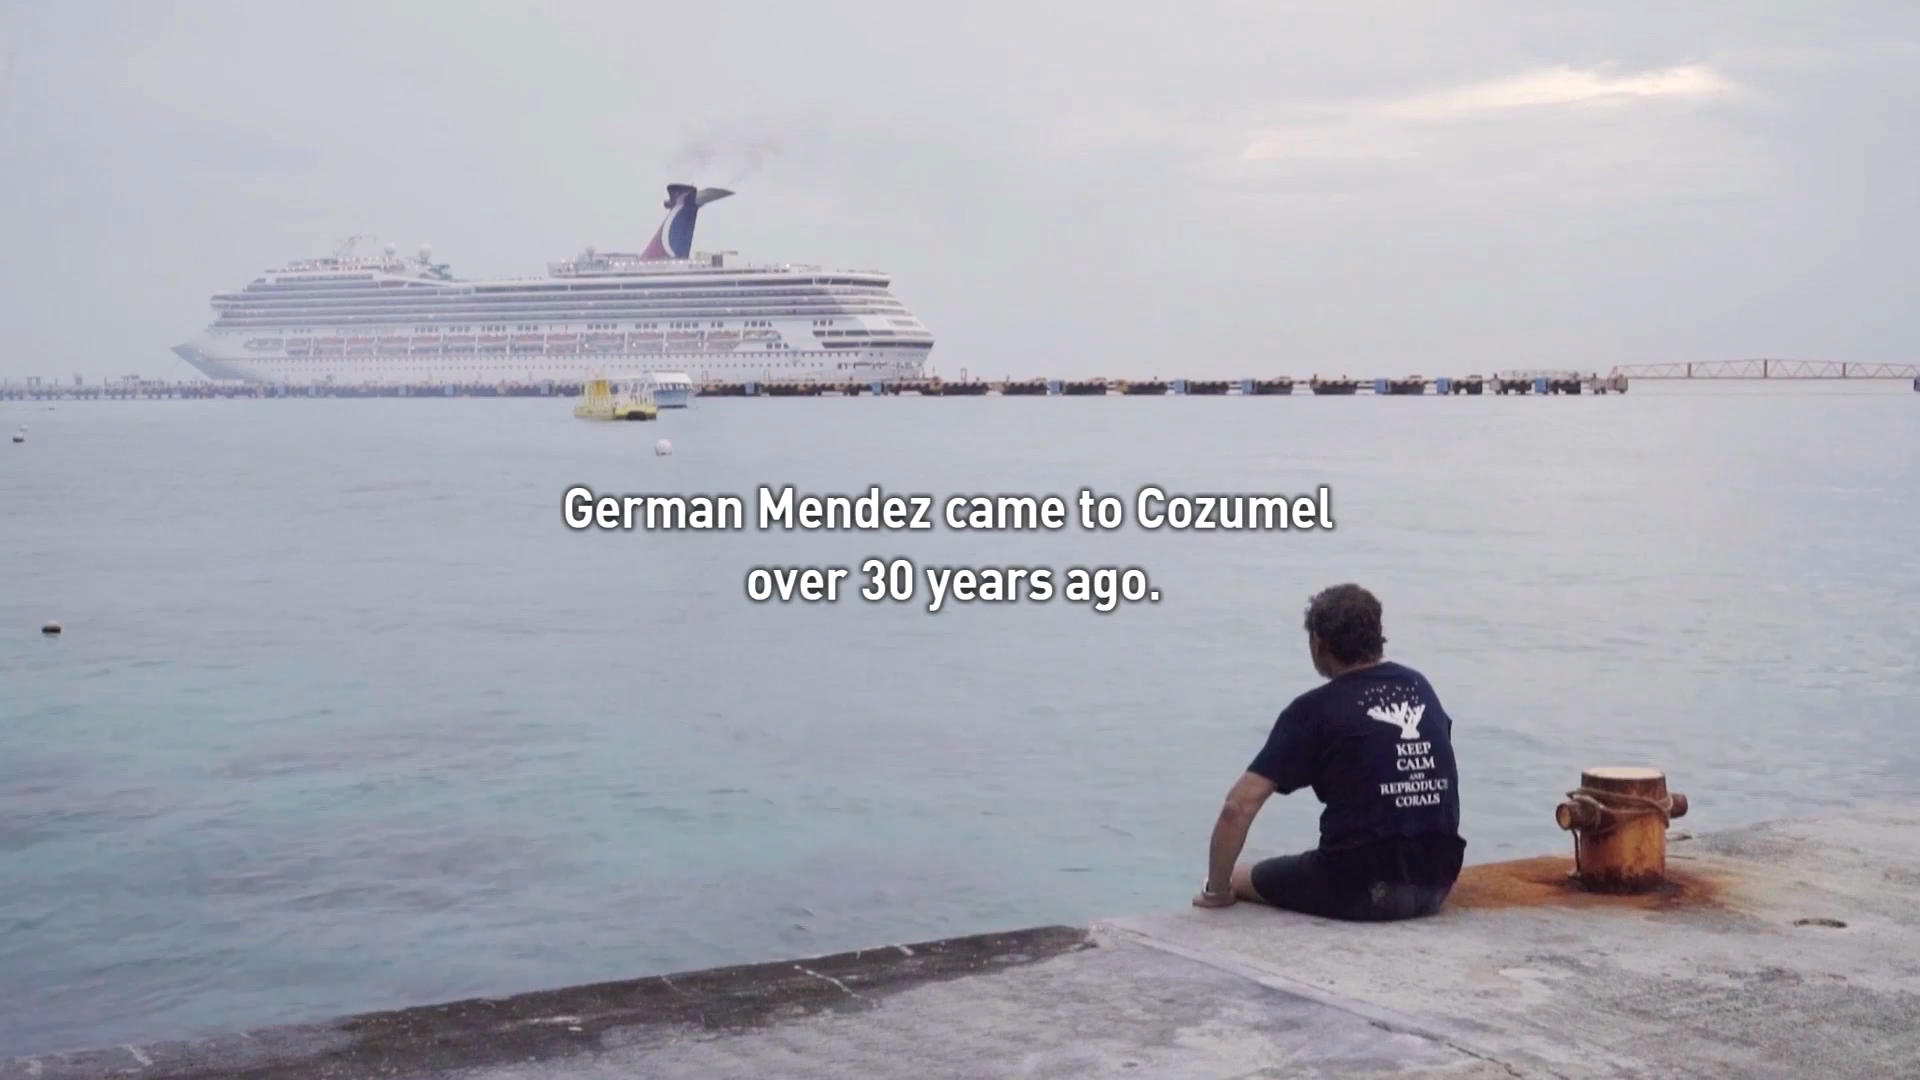 German Mendez came to Cozumel
over 30 years ago.
KEEP
CALM
AND
REPRODUCE
CORALS